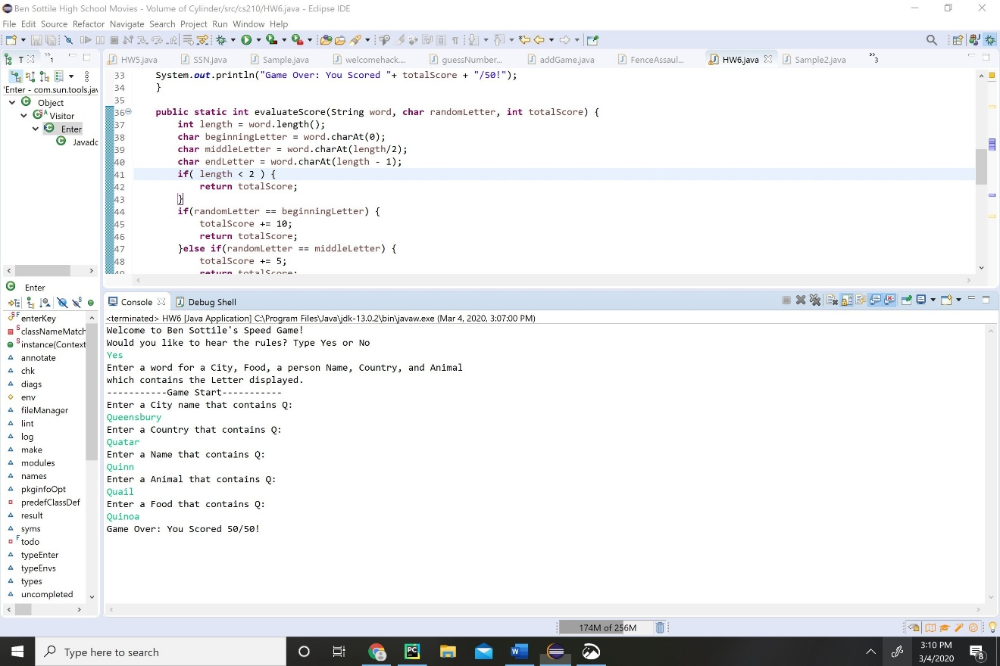 Ben Sottile High School Movies - Volume of Cylinder/src/cs210/HW6.java - Eclipse IDE
File Edit Source Refactor Navigate Search Project Run Window Help
T
1
HW5.java SSN.java Sample.java welcomehack.... guessNumber... addGame.java FenceAssaul... HW6.java Sample2.java 3
'Enter - com.sun.tools.jav
Object
Visitor
Enter
Javadc
33 System.out.println("Game Over: You Scored "+ totalScore + "/50!");
34 }
35
36 public static int evaluateScore(String word, char randomLetter, int totalScore) {
37 int length = word.length();
38 char beginningLetter = word.charAt(0);
39 char middleLetter = word.charAt(length/2);
40 char endLetter = word.charAt(length - 1);
41 if( length < 2 ) {
42 return totalScore;
43 }
44 if(randomLetter == beginningLetter) {
45 totalScore += 10;
46 return totalScore;
47 }else if(randomLetter == middleLetter) {
48 totalScore += 5;
49 return totalScore;
Enter
enterKey
classNameMatch
instance(Context
annotate
chk
diags
env
fileManager
lint
log
make
modules
names
pkginfoOpt
predefClassDef
result
syms
todo
typeEnter
typeEnvs
types
uncompleted
Console Debug Shell
<terminated> HW6 [Java Application] C:\Program Files\Java\jdk-13.0.2\bin\javaw.exe (Mar 4, 2020, 3:07:00 PM)
Welcome to Ben Sottile's Speed Game!
Would you like to hear the rules? Type Yes or No
Yes
Enter a word for a City, Food, a person Name, Country, and Animal
which contains the Letter displayed.
-----------Game Start-----------
Enter a City name that contains Q:
Queensbury
Enter a Country that contains Q:
Quatar
Enter a Name that contains Q:
Quinn
Enter a Animal that contains Q:
Quail
Enter a Food that contains Q:
Quinoa
Game Over: You Scored 50/50!
174M of 256M
Type here to search
3:10 PM
3/4/2020
8